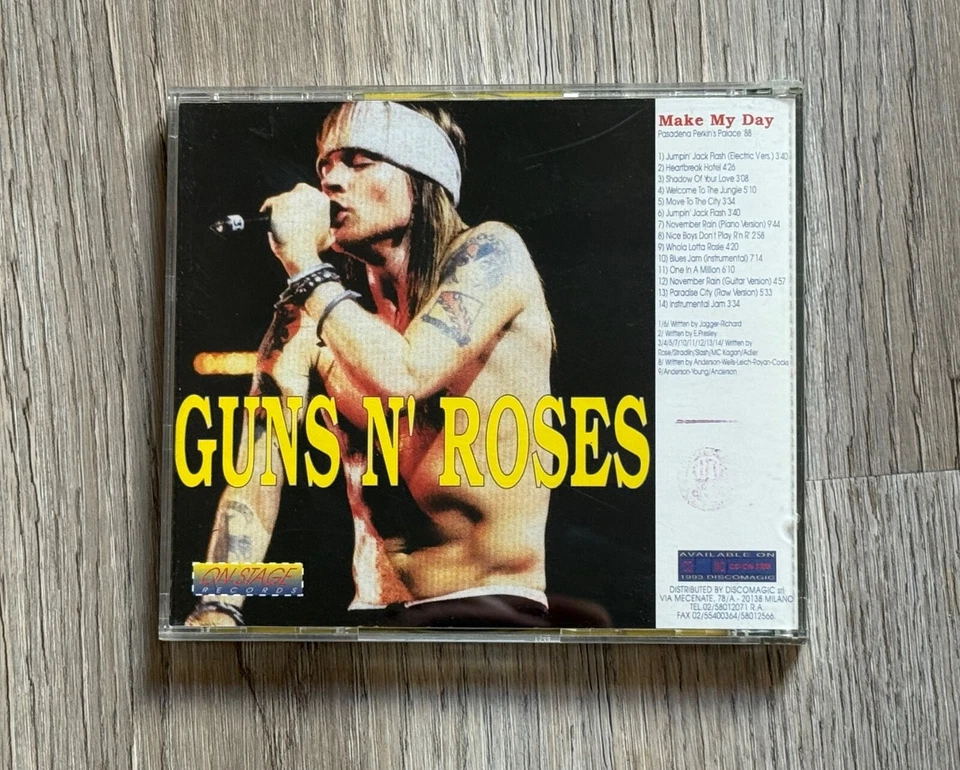 GUNS N' ROSES
ON STAGE
RECORDS
Make My Day
Pasadena Perkin's Palace '88
1) Jumpin' Jack Flash (Electric Vers.) 3'40
2) Heartbreak Hotel 4'26
3) Shadow Of Your Love 3'08
4) Welcome To The Jungle 5'10
5) Move To The City 3'34
6) Jumpin' Jack Flash 3'40
7) November Rain (Piano Version) 9'44
8) Nice Boys Don't Play R'n R' 2'58
9) Whola Lotta Rosie 4'20
10) Blues Jam (Instrumental) 7'14
11) One In A Million 6'10
12) November Rain (Guitar Version) 4'57
13) Paradise City (Raw Version) 5'33
14) Instrumental Jam 3'34
1/6/ Written by Jagger-Richard
2/ Written by E.Presley
3/4/5/7/10/11/12/13/14/ Written by
Rose/Stradlin/Slash/MC Kagan/Adler
8/ Written by Anderson-Wells-Leich-Royan-Cocks
9/Anderson-Young/Anderson
AVAILABLE ON
1993 DISCOMAGIC
DISTRIBUTED BY DISCOMAGIC srl
VIA MECENATE, 78/A - 20138 MILANO
TEL.02/58012071 R.A.
FAX 02/55400364/58012566